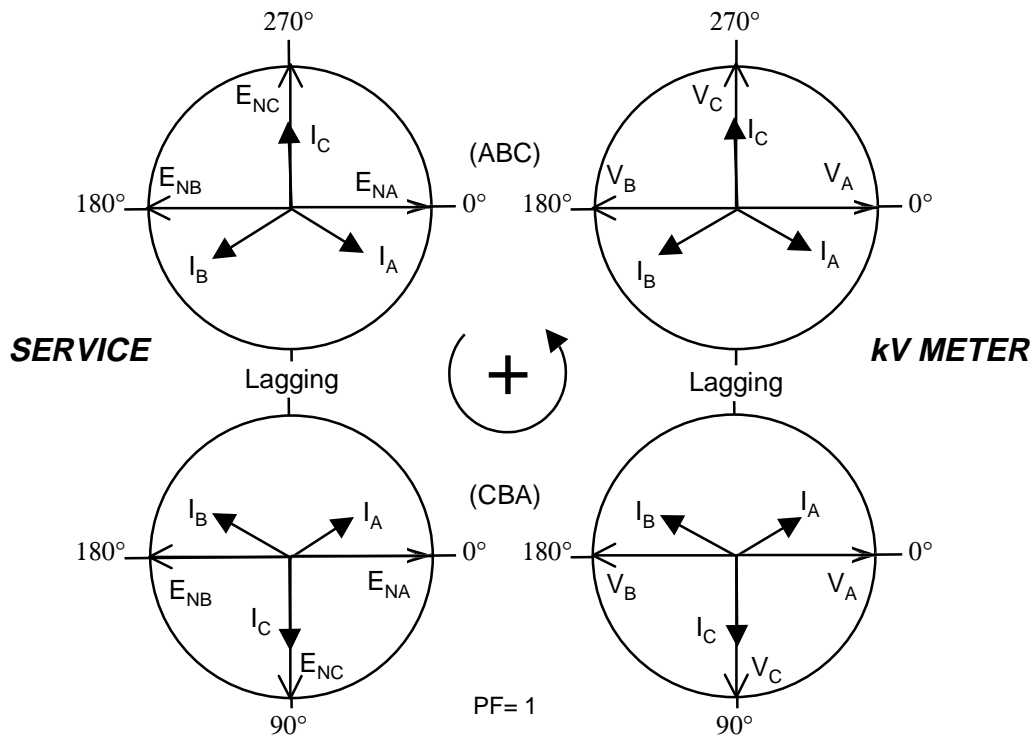 270°
270°
E_NC
V_C
I_C
I_C
(ABC)
E_NB
E_NA
V_B
V_A
180°
0°
180°
0°
I_B
I_A
I_B
I_A
SERVICE
+
kV METER
Lagging
Lagging
(CBA)
I_B
I_A
I_B
I_A
180°
0°
180°
0°
E_NB
E_NA
V_B
V_A
I_C
I_C
E_NC
V_C
PF= 1
90°
90°